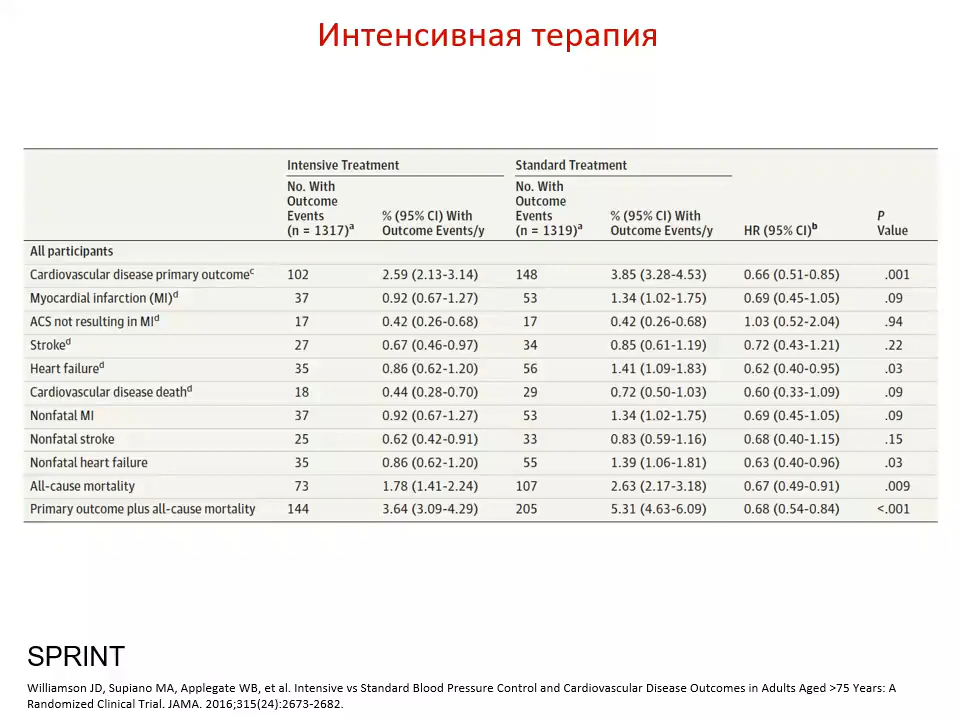 Интенсивная терапия
Intensive Treatment Standard Treatment
No. With Outcome Events (n = 1317)a % (95% CI) With Outcome Events/y No. With Outcome Events (n = 1319)a % (95% CI) With Outcome Events/y HR (95% CI)b P Value
All participants
Cardiovascular disease primary outcomec 102 2.59 (2.13-3.14) 148 3.85 (3.28-4.53) 0.66 (0.51-0.85) .001
Myocardial infarction (MI)d 37 0.92 (0.67-1.27) 53 1.34 (1.02-1.75) 0.69 (0.45-1.05) .09
ACS not resulting in MId 17 0.42 (0.26-0.68) 17 0.42 (0.26-0.68) 1.03 (0.52-2.04) .94
Stroked 27 0.67 (0.46-0.97) 34 0.85 (0.61-1.19) 0.72 (0.43-1.21) .22
Heart failured 35 0.86 (0.62-1.20) 56 1.41 (1.09-1.83) 0.62 (0.40-0.95) .03
Cardiovascular disease deathd 18 0.44 (0.28-0.70) 29 0.72 (0.50-1.03) 0.60 (0.33-1.09) .09
Nonfatal MI 37 0.92 (0.67-1.27) 53 1.34 (1.02-1.75) 0.69 (0.45-1.05) .09
Nonfatal stroke 25 0.62 (0.42-0.91) 33 0.83 (0.59-1.16) 0.68 (0.40-1.15) .15
Nonfatal heart failure 35 0.86 (0.62-1.20) 55 1.39 (1.06-1.81) 0.63 (0.40-0.96) .03
All-cause mortality 73 1.78 (1.41-2.24) 107 2.63 (2.17-3.18) 0.67 (0.49-0.91) .009
Primary outcome plus all-cause mortality 144 3.64 (3.09-4.29) 205 5.31 (4.63-6.09) 0.68 (0.54-0.84) <.001
SPRINT
Williamson JD, Supiano MA, Applegate WB, et al. Intensive vs Standard Blood Pressure Control and Cardiovascular Disease Outcomes in Adults Aged >75 Years: A
Randomized Clinical Trial. JAMA. 2016;315(24):2673-2682.